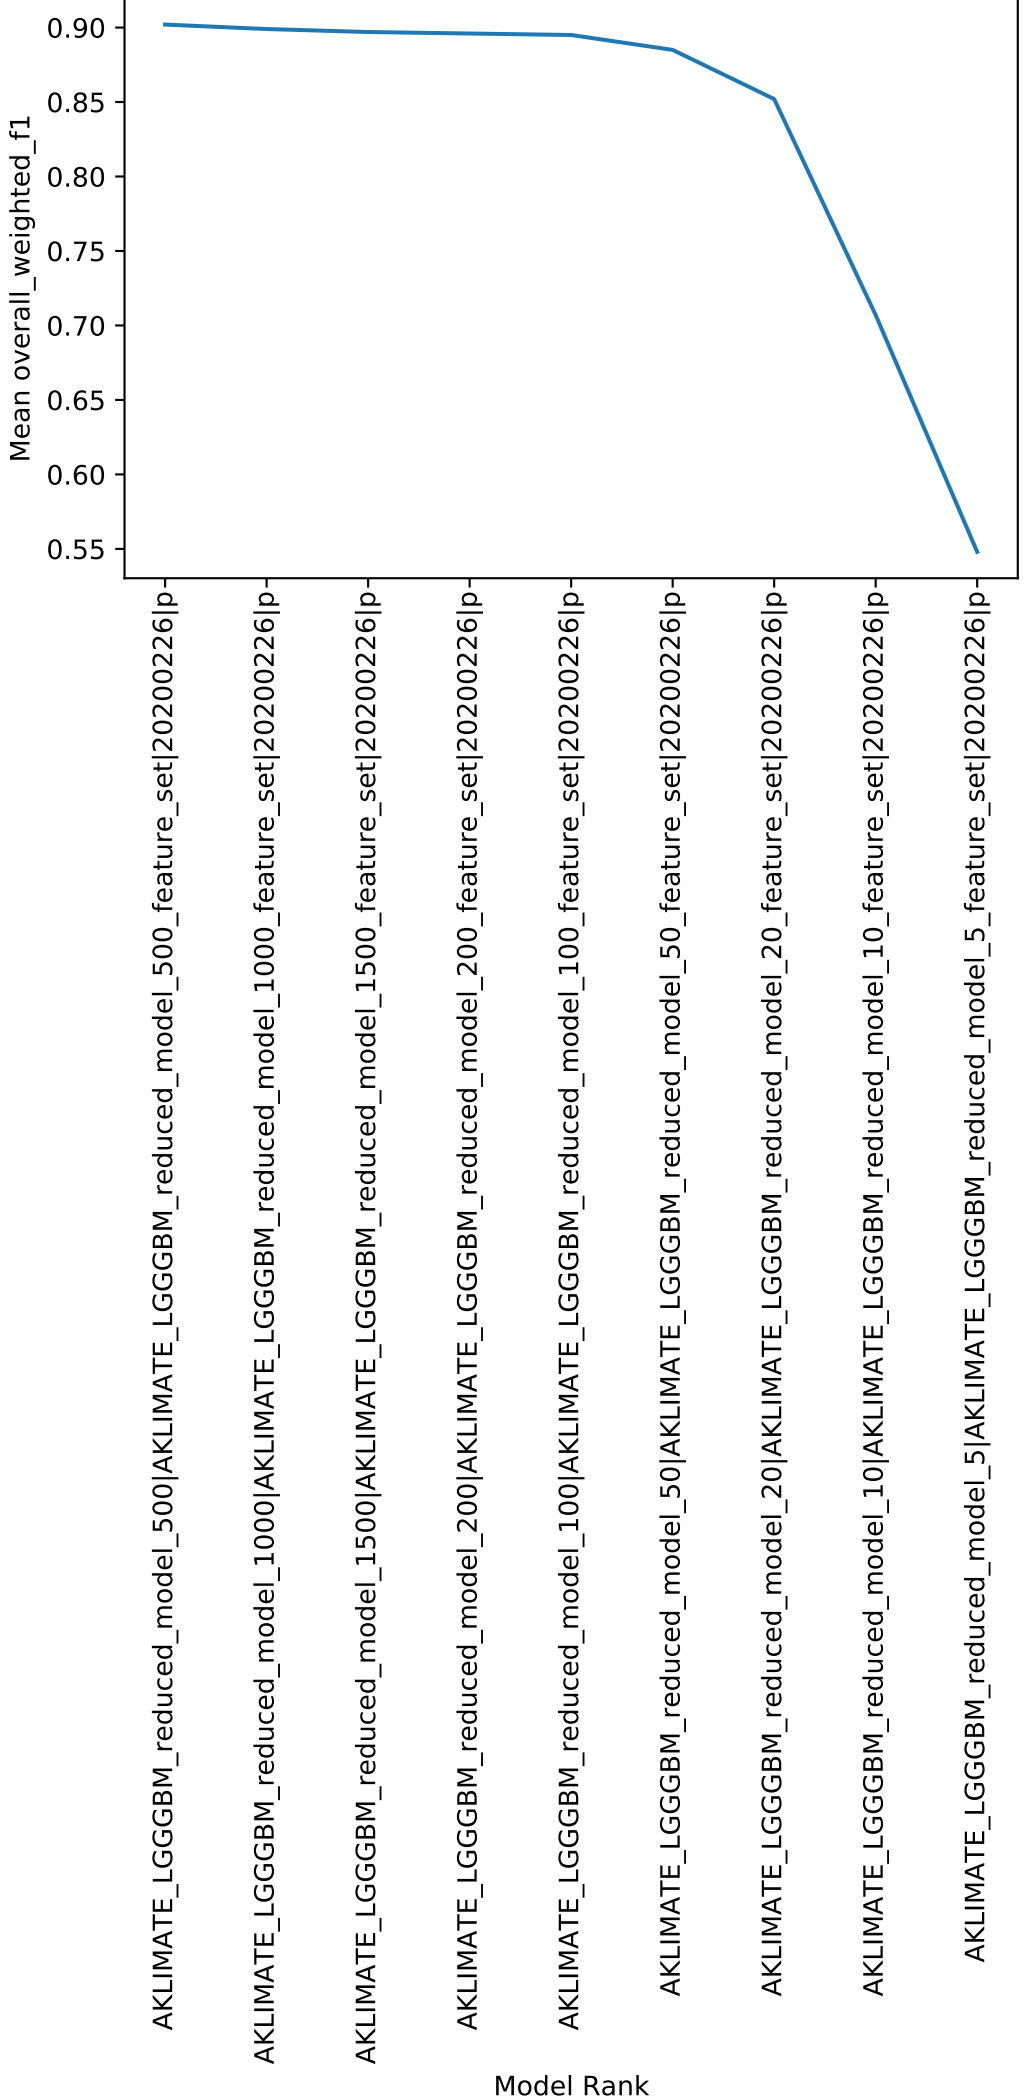 Mean overall_weighted_f1
0.90
0.85
0.80
0.75
0.70
0.65
0.60
0.55
AKLIMATE_LGGGBM_reduced_model_500|AKLIMATE_LGGGBM_reduced_model_500_feature_set|20200226|p
AKLIMATE_LGGGBM_reduced_model_1000|AKLIMATE_LGGGBM_reduced_model_1000_feature_set|20200226|p
AKLIMATE_LGGGBM_reduced_model_1500|AKLIMATE_LGGGBM_reduced_model_1500_feature_set|20200226|p
AKLIMATE_LGGGBM_reduced_model_200|AKLIMATE_LGGGBM_reduced_model_200_feature_set|20200226|p
AKLIMATE_LGGGBM_reduced_model_100|AKLIMATE_LGGGBM_reduced_model_100_feature_set|20200226|p
AKLIMATE_LGGGBM_reduced_model_50|AKLIMATE_LGGGBM_reduced_model_50_feature_set|20200226|p
AKLIMATE_LGGGBM_reduced_model_20|AKLIMATE_LGGGBM_reduced_model_20_feature_set|20200226|p
AKLIMATE_LGGGBM_reduced_model_10|AKLIMATE_LGGGBM_reduced_model_10_feature_set|20200226|p
AKLIMATE_LGGGBM_reduced_model_5|AKLIMATE_LGGGBM_reduced_model_5_feature_set|20200226|p
Model Rank